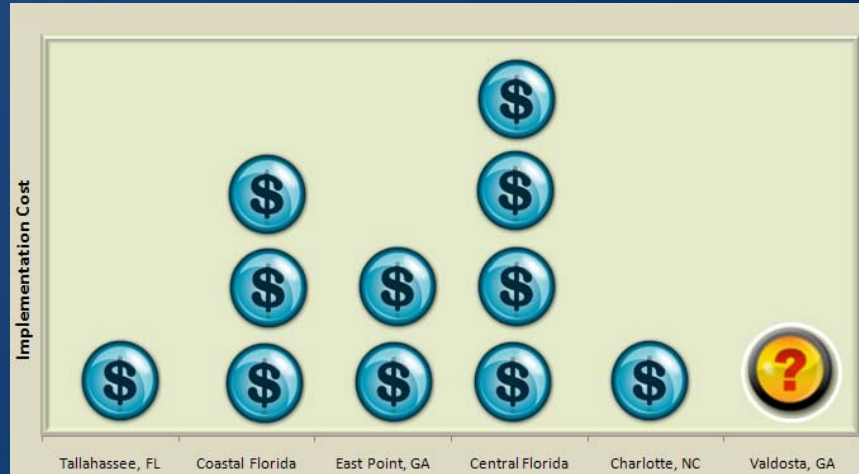 Implementation Cost
$
$
$
$
$
$
$
$
$
$
$
?
Tallahassee, FL
Coastal Florida
East Point, GA
Central Florida
Charlotte, NC
Valdosta, GA